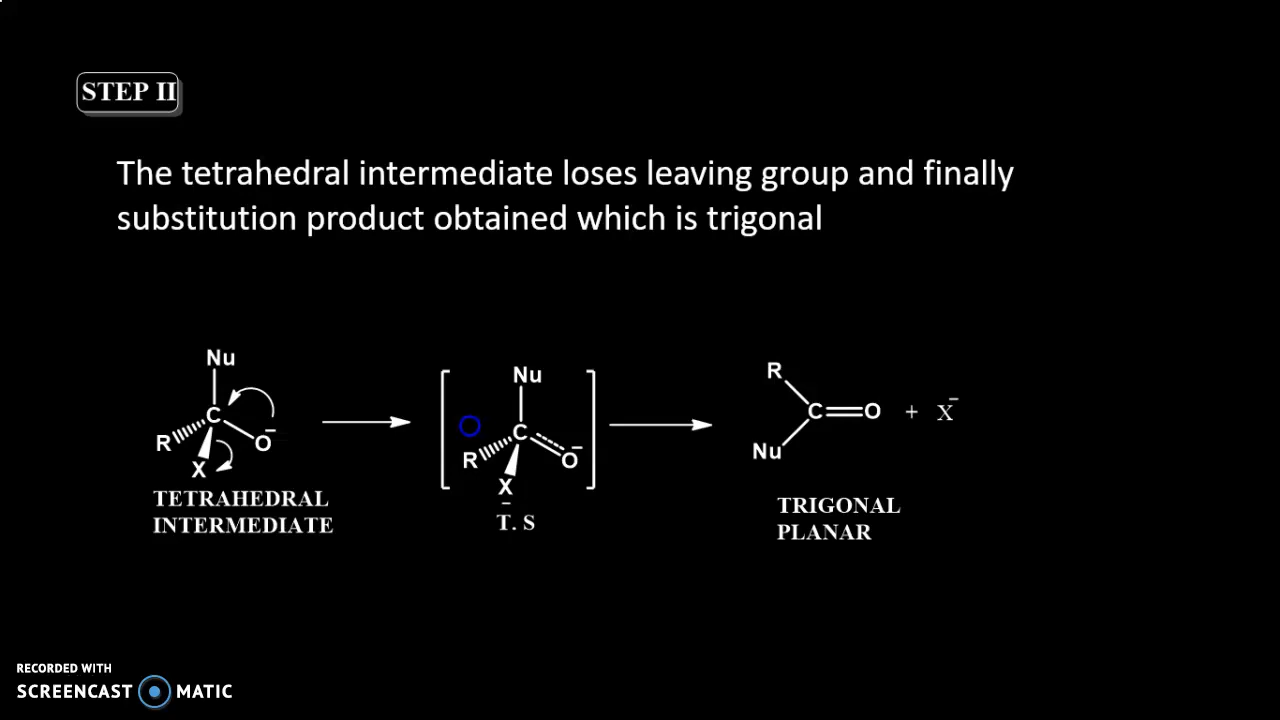 STEP II
The tetrahedral intermediate loses leaving group and finally
substitution product obtained which is trigonal
Nu
C
R
O
–
X
TETRAHEDRAL
INTERMEDIATE
Nu
C
R
O
–
X
–
T. S
R
C
O
Nu
+ X–
TRIGONAL
PLANAR
RECORDED WITH
SCREENCAST MATIC